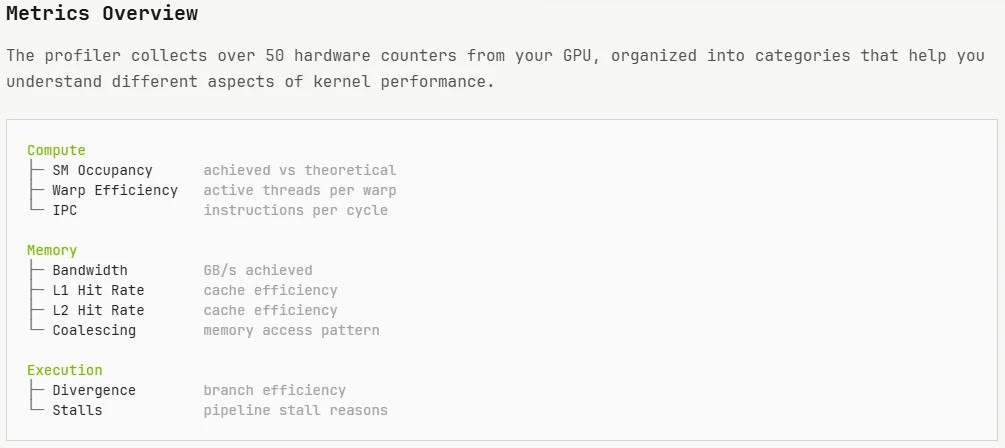 Metrics Overview
The profiler collects over 50 hardware counters from your GPU, organized into categories that help you
understand different aspects of kernel performance.
Compute
├─ SM Occupancy      achieved vs theoretical
├─ Warp Efficiency   active threads per warp
└─ IPC               instructions per cycle
Memory
├─ Bandwidth         GB/s achieved
├─ L1 Hit Rate       cache efficiency
├─ L2 Hit Rate       cache efficiency
└─ Coalescing        memory access pattern
Execution
├─ Divergence        branch efficiency
└─ Stalls            pipeline stall reasons